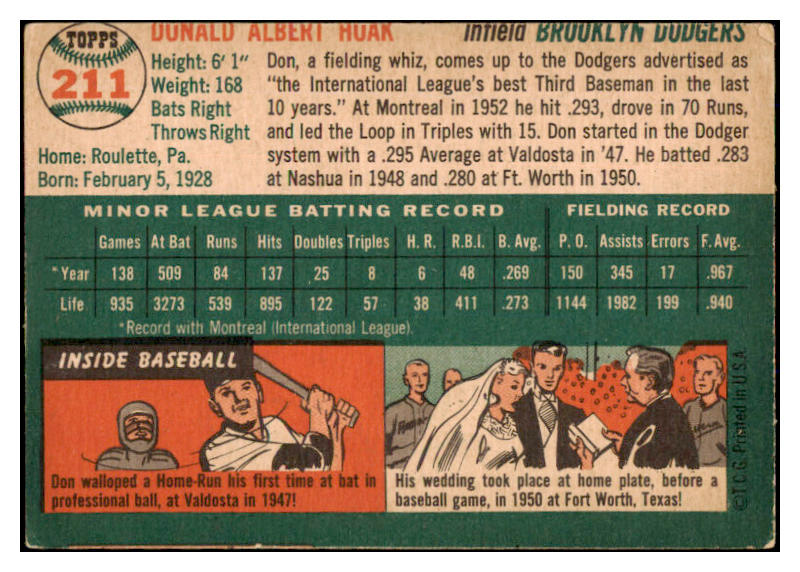 TOPPS
211
DONALD ALBERT HOAK
Infield BROOKLYN DODGERS
Height: 6' 1"
Weight: 168
Bats Right
Throws Right
Home: Roulette, Pa.
Born: February 5, 1928
Don, a fielding whiz, comes up to the Dodgers advertised as
"the International League's best Third Baseman in the last
10 years." At Montreal in 1952 he hit .293, drove in 70 Runs,
and led the Loop in Triples with 15. Don started in the Dodger
system with a .295 Average at Valdosta in '47. He batted .283
at Nashua in 1948 and .280 at Ft. Worth in 1950.
MINOR LEAGUE BATTING RECORD FIELDING RECORD
Games At Bat Runs Hits Doubles Triples H. R. R.B.I. B. Avg. P. O. Assists Errors F. Avg.
*Year 138 509 84 137 25 8 6 48 .269 150 345 17 .967
Life 935 3273 539 895 122 57 38 411 .273 1144 1982 199 .940
*Record with Montreal (International League).
INSIDE BASEBALL
Don walloped a Home-Run his first time at bat in
professional ball, at Valdosta in 1947!
His wedding took place at home plate, before a
baseball game, in 1950 at Fort Worth, Texas!
©T.C.G. Printed in U.S.A.